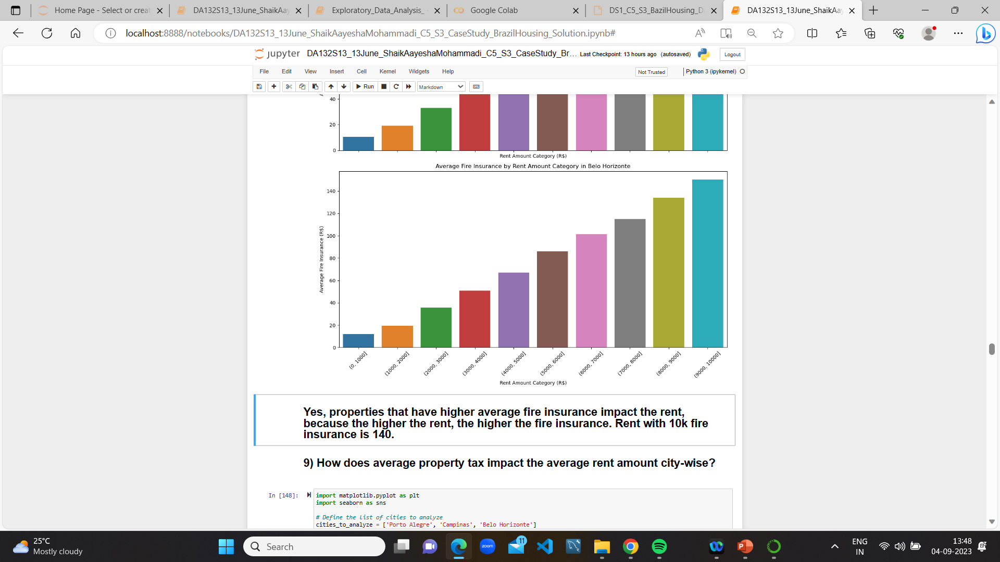 Home Page - Select or creat
DA132S13_13June_ShaikAay
Exploratory_Data_Analysis_
Google Colab
DS1_C5_S3_BazilHousing_D
DA132S13_13June_ShaikAay
localhost:8888/notebooks/DA132S13_13June_ShaikAayeshaMohammadi_C5_S3_CaseStudy_BrazilHousing_Solution.ipynb#
jupyter DA132S13_13June_ShaikAayeshaMohammadi_C5_S3_CaseStudy_Br... Last Checkpoint: 13 hours ago (autosaved)
Logout
File Edit View Insert Cell Kernel Widgets Help
Not Trusted
Python 3 (ipykernel)
Run
Markdown
40
20
0
Rent Amount Category (R$)
Average Fire Insurance by Rent Amount Category in Belo Horizonte
140
120
100
80
60
40
20
0
Average Fire Insurance (R$)
(0, 1000]
(1000, 2000]
(2000, 3000]
(3000, 4000]
(4000, 5000]
(5000, 6000]
(6000, 7000]
(7000, 8000]
(8000, 9000]
(9000, 10000]
Rent Amount Category (R$)
Yes, properties that have higher average fire insurance impact the rent,
because the higher the rent, the higher the fire insurance. Rent with 10k fire
insurance is 140.
9) How does average property tax impact the average rent amount city-wise?
In [148]:
import matplotlib.pyplot as plt
import seaborn as sns
# Define the list of cities to analyze
cities_to_analyze = ['Porto Alegre', 'Campinas', 'Belo Horizonte']
25°C
Mostly cloudy
Search
zoom
11
ENG
IN
13:48
04-09-2023